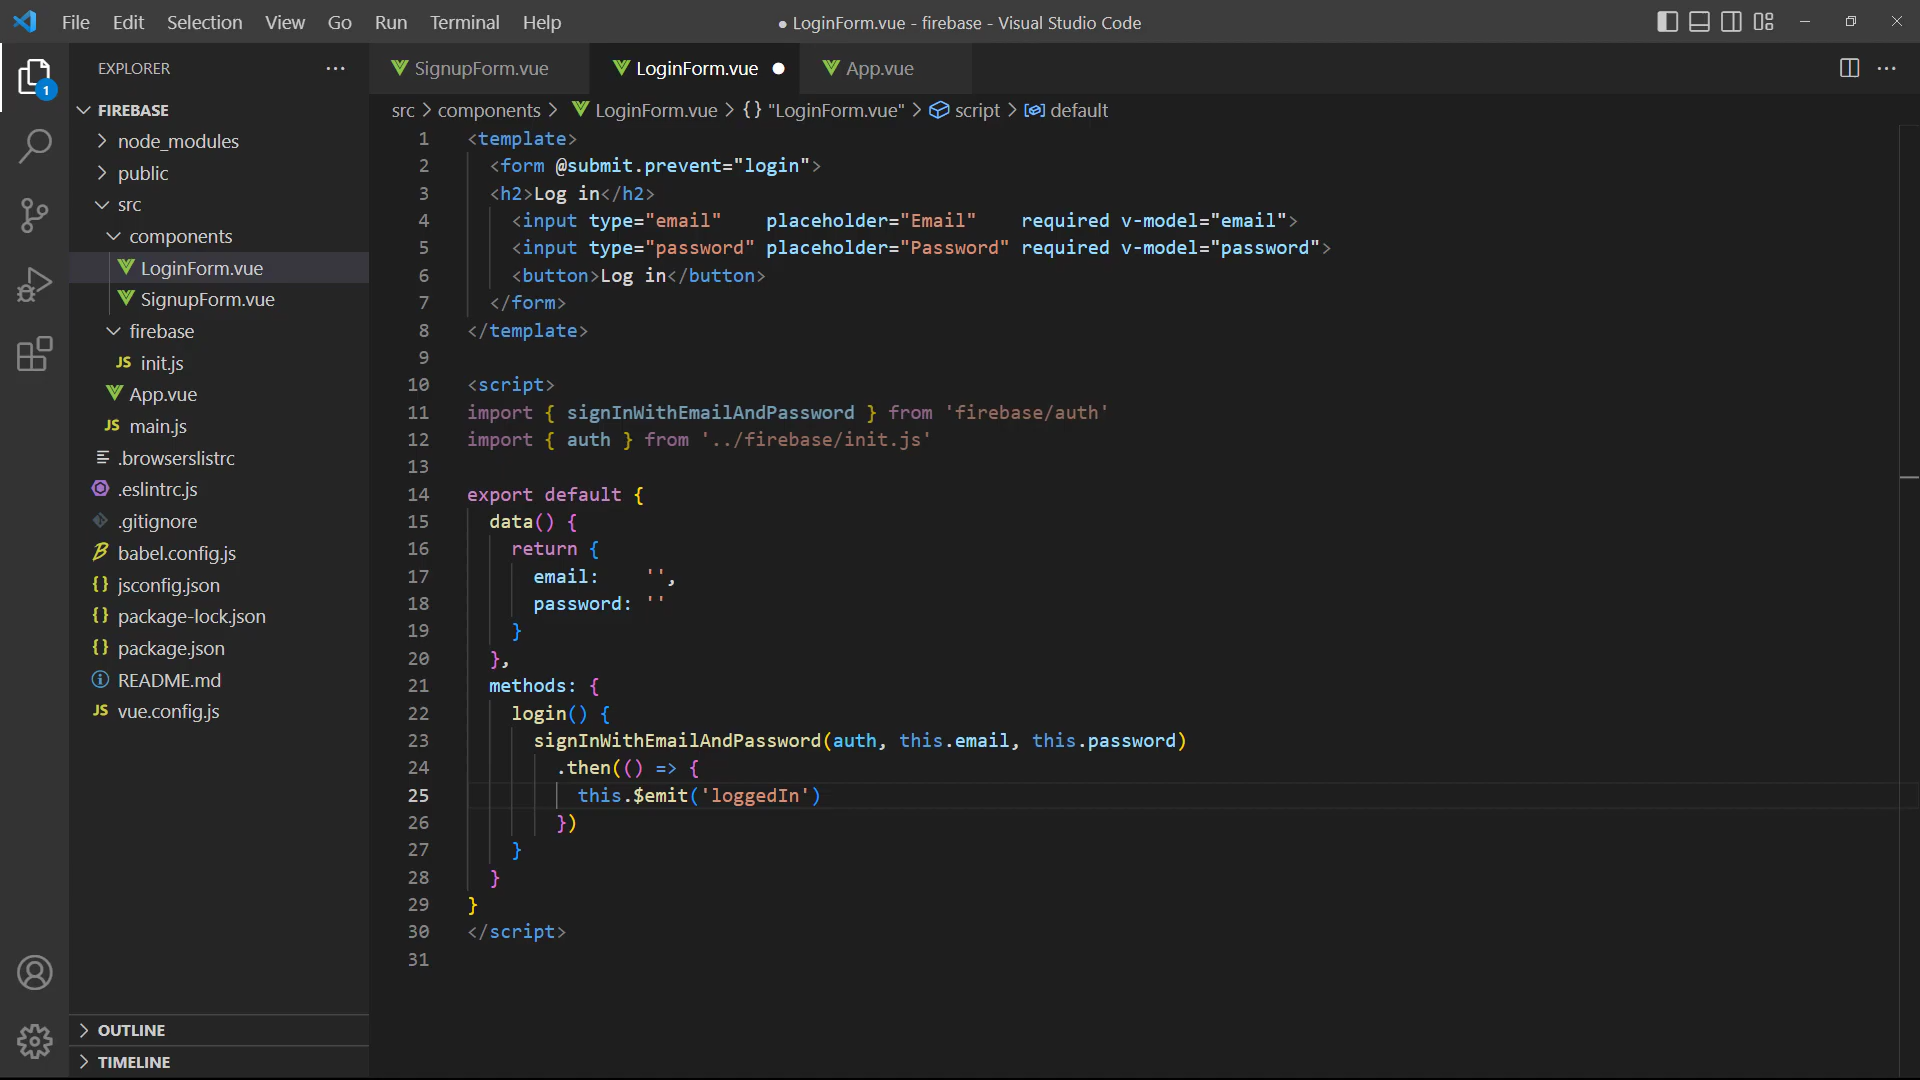 File Edit Selection View Go Run Terminal Help
● LoginForm.vue - firebase - Visual Studio Code
1
EXPLORER
FIREBASE
node_modules
public
src
components
LoginForm.vue
SignupForm.vue
firebase
JS init.js
App.vue
JS main.js
.browserslistrc
.eslintrc.js
.gitignore
babel.config.js
{} jsconfig.json
{} package-lock.json
{} package.json
README.md
JS vue.config.js
OUTLINE
TIMELINE
SignupForm.vue LoginForm.vue ● App.vue
src > components > LoginForm.vue > {} "LoginForm.vue" > script > default
1 <template>
2 <form @submit.prevent="login">
3 <h2>Log in</h2>
4 <input type="email" placeholder="Email" required v-model="email">
5 <input type="password" placeholder="Password" required v-model="password">
6 <button>Log in</button>
7 </form>
8 </template>
9
10 <script>
11 import { signInWithEmailAndPassword } from 'firebase/auth'
12 import { auth } from '../firebase/init.js'
13
14 export default {
15 data() {
16 return {
17 email: '',
18 password: ''
19 }
20 },
21 methods: {
22 login() {
23 signInWithEmailAndPassword(auth, this.email, this.password)
24 .then(() => {
25 this.$emit('loggedIn')
26 })
27 }
28 }
29 }
30 </script>
31